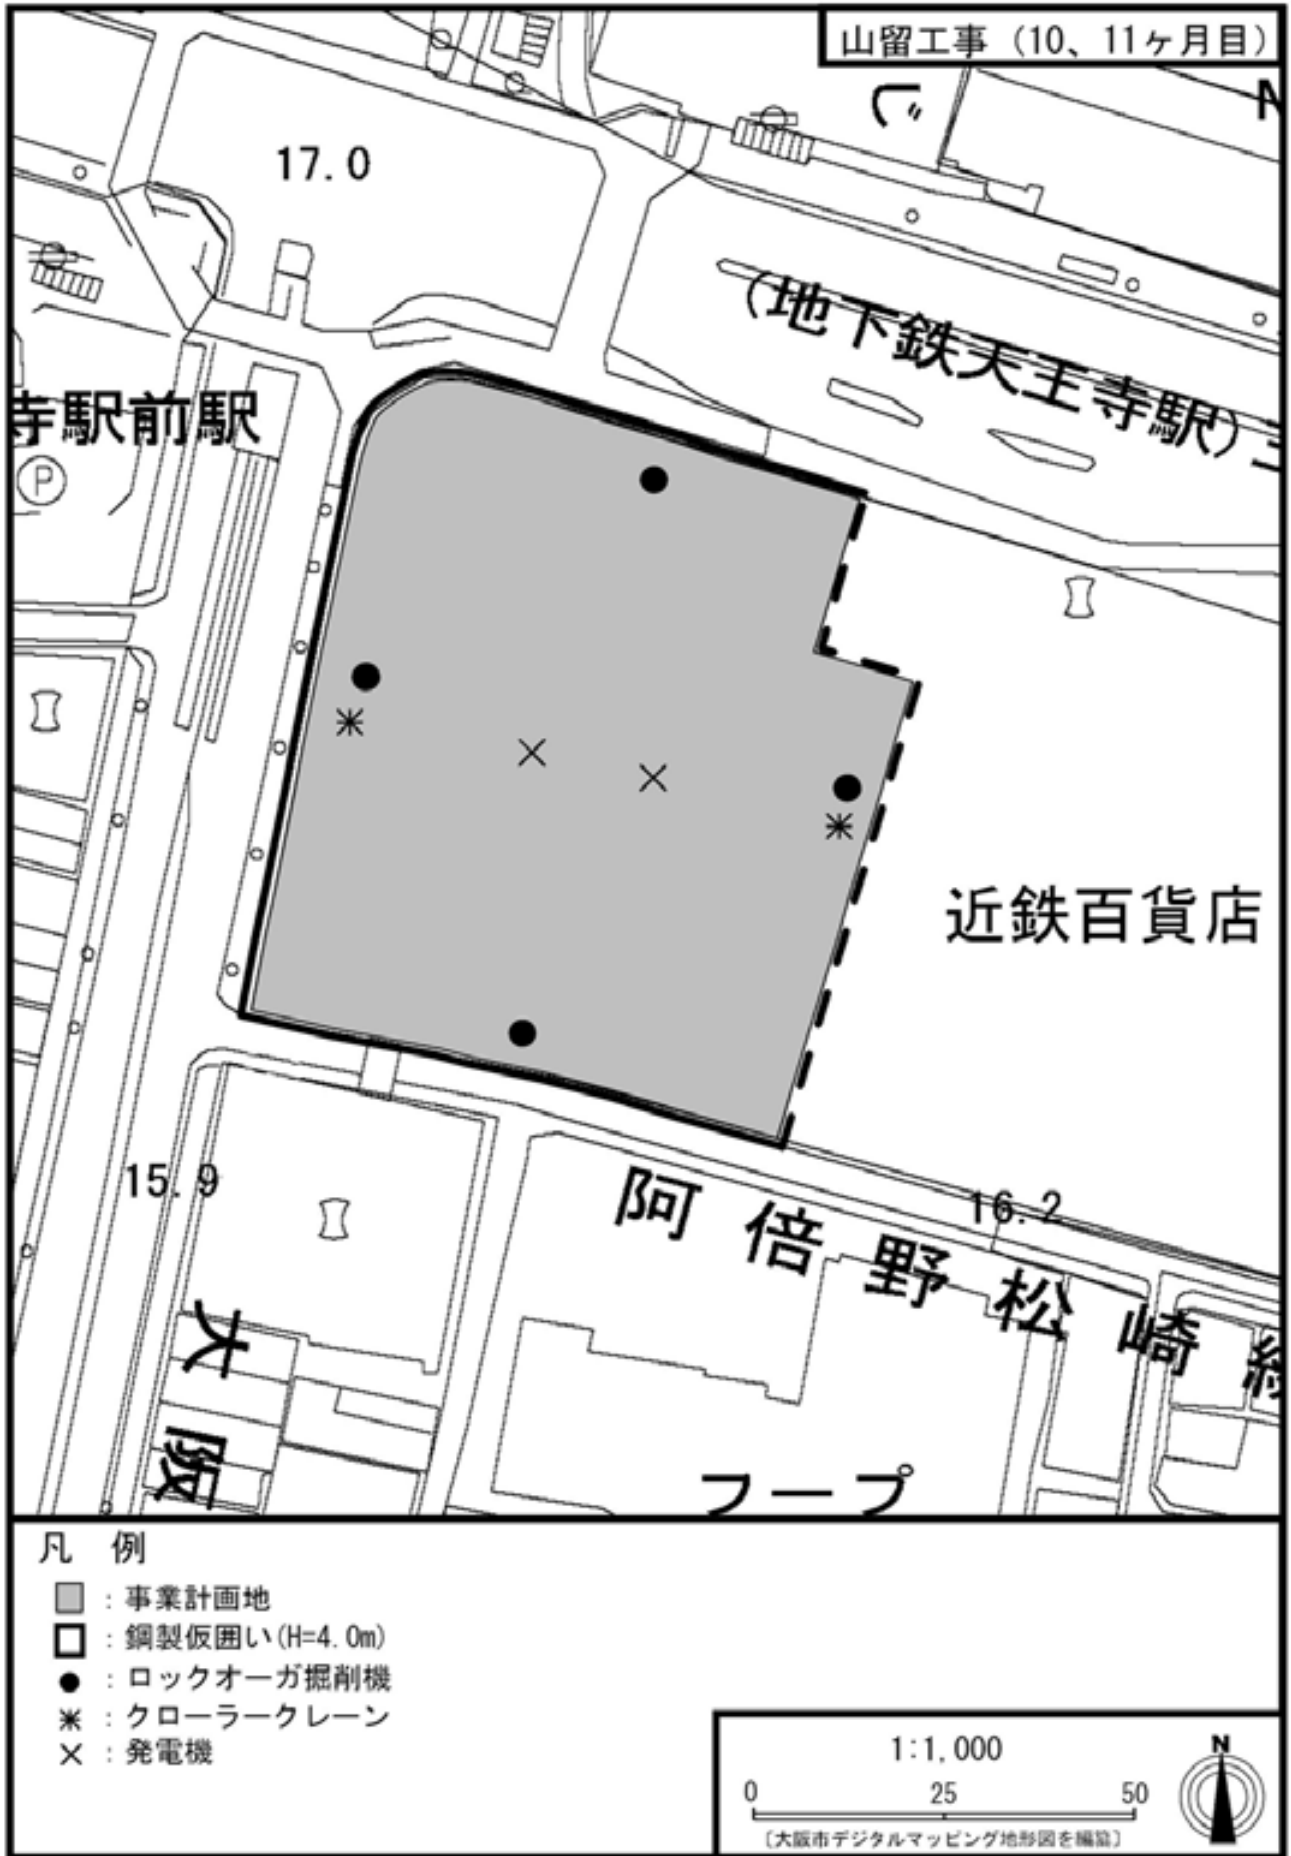 山留工事（10、11ヶ月目）
じ
N
17.0
（地下鉄天王寺駅）
寺駅前駅
P
近鉄百貨店
15.9
16.2
阿倍野松崎線
大阪
フープ
凡 例
：事業計画地
：鋼製仮囲い(H=4.0m)
：ロックオーガ掘削機
：クローラークレーン
：発電機
1:1,000
N
0 25 50
〔大阪市デジタルマッピング地形図を編篇〕